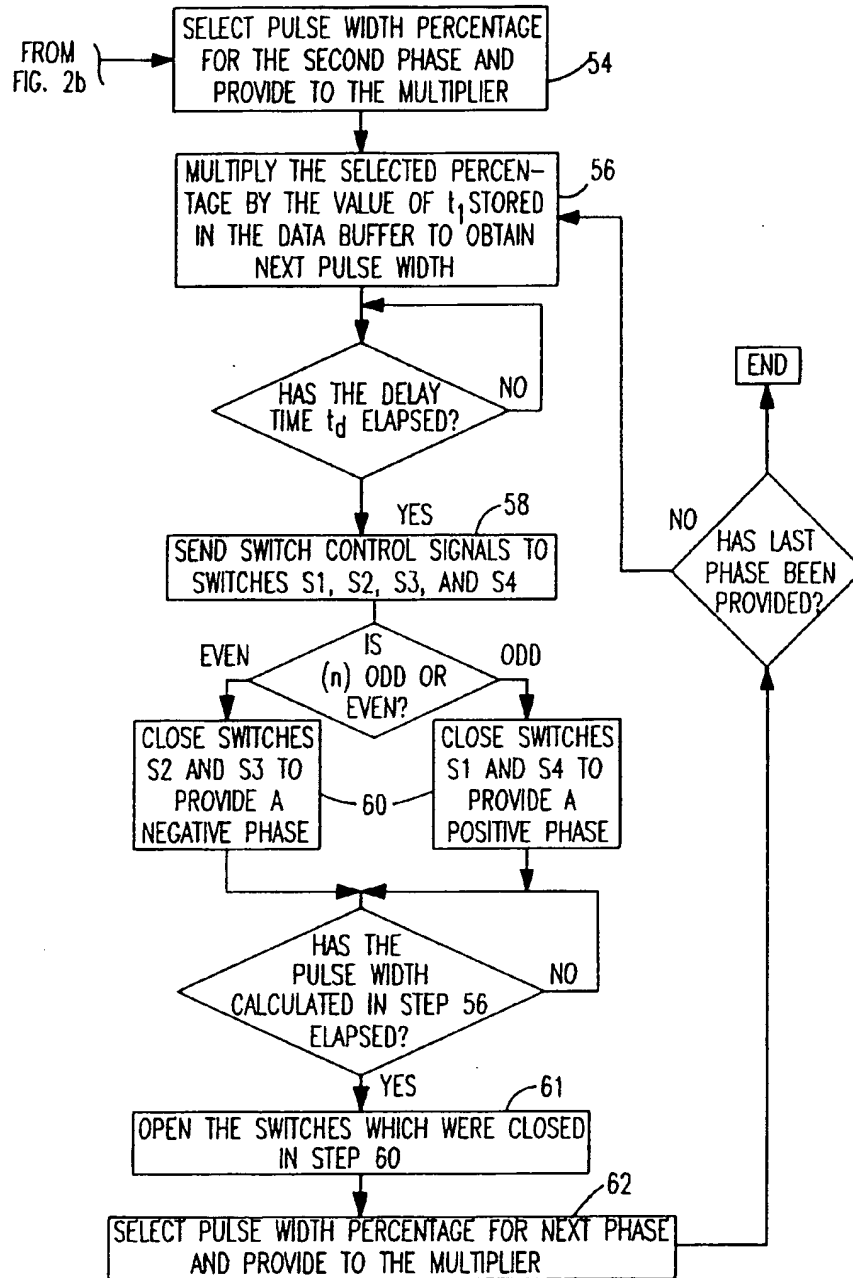 FROM
FIG. 2b
SELECT PULSE WIDTH PERCENTAGE
FOR THE SECOND PHASE AND
PROVIDE TO THE MULTIPLIER
54
MULTIPLY THE SELECTED PERCEN-
TAGE BY THE VALUE OF t1 STORED
IN THE DATA BUFFER TO OBTAIN
NEXT PULSE WIDTH
56
HAS THE DELAY
TIME td ELAPSED?
NO
YES
58
SEND SWITCH CONTROL SIGNALS TO
SWITCHES S1, S2, S3, AND S4
IS
(n) ODD OR
EVEN?
EVEN
ODD
CLOSE SWITCHES
S2 AND S3 TO
PROVIDE A
NEGATIVE PHASE
60
CLOSE SWITCHES
S1 AND S4 TO
PROVIDE A
POSITIVE PHASE
HAS THE
PULSE WIDTH
CALCULATED IN STEP 56
ELAPSED?
NO
YES
61
OPEN THE SWITCHES WHICH WERE CLOSED
IN STEP 60
62
SELECT PULSE WIDTH PERCENTAGE FOR NEXT PHASE
AND PROVIDE TO THE MULTIPLIER
HAS LAST
PHASE BEEN
PROVIDED?
NO
END